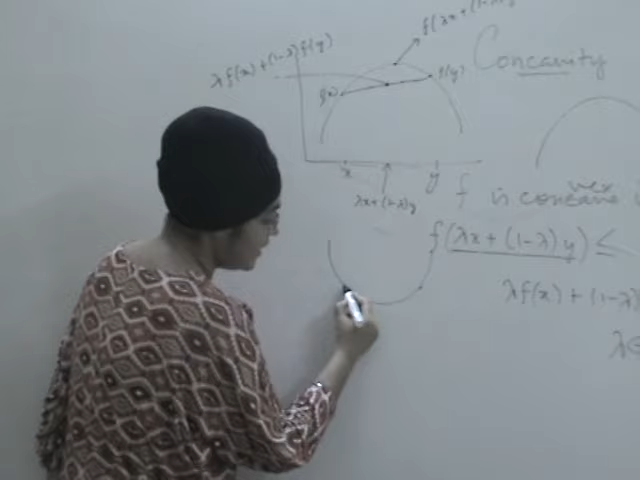 f(λx+(1-λ)y
λf(x)+(1-λ)f(y)
Concavity
f(x)
f(y)
x
y
λx+(1-λ)y
vex
f is concave
f(λx+(1-λ)y) ≤
λf(x)+(1-λ)
λ∈